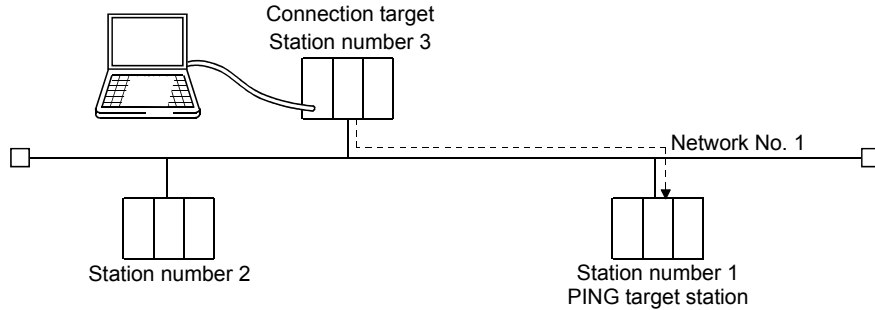 Connection target
Station number 3
Network No. 1
Station number 2
Station number 1
PING target station